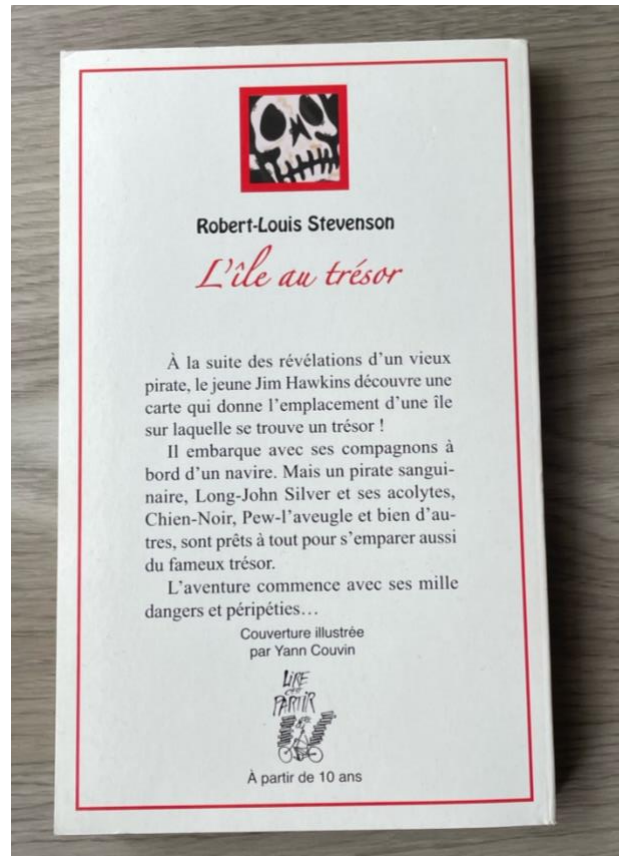 Robert-Louis Stevenson
L'île au trésor
À la suite des révélations d'un vieux
pirate, le jeune Jim Hawkins découvre une
carte qui donne l'emplacement d'une île
sur laquelle se trouve un trésor !
Il embarque avec ses compagnons à
bord d'un navire. Mais un pirate sangui-
naire, Long-John Silver et ses acolytes,
Chien-Noir, Pew-l'aveugle et bien d'au-
tres, sont prêts à tout pour s'emparer aussi
du fameux trésor.
L'aventure commence avec ses mille
dangers et péripéties…
Couverture illustrée
par Yann Couvin
LIRE
c'est
PARTIR
À partir de 10 ans